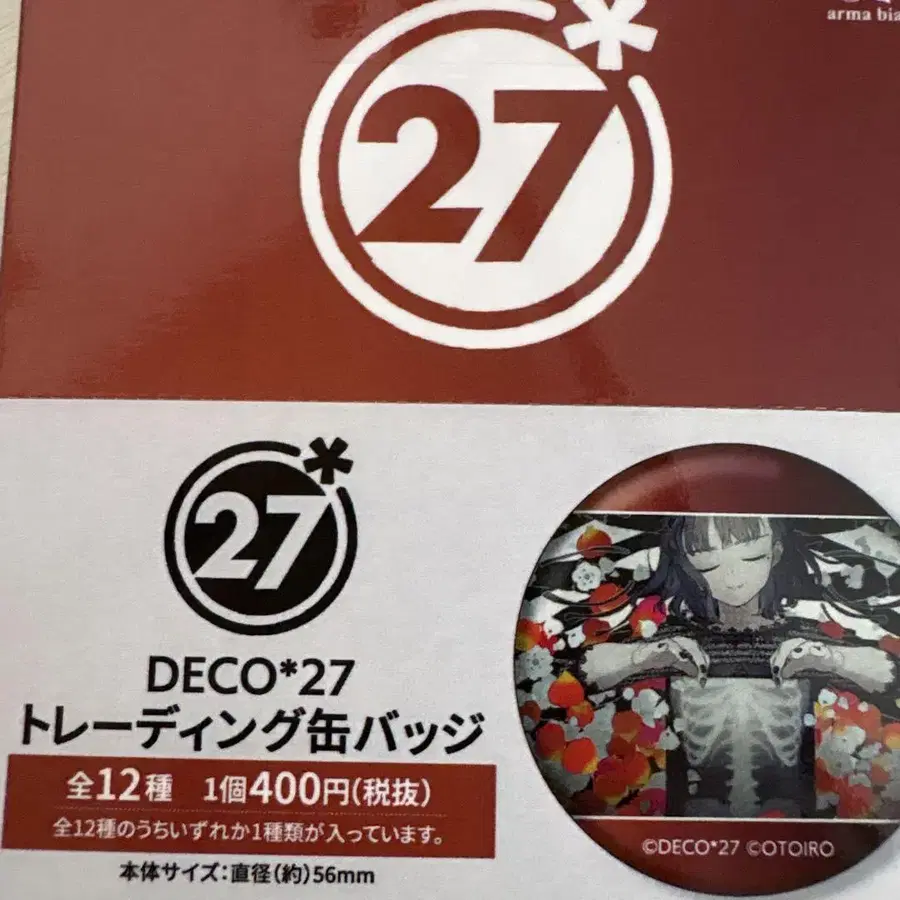 arma bia
27*
27*
DECO*27
トレーディング缶バッジ
全12種 1個400円(税抜)
全12種のうちいずれか1種類が入っています。
本体サイズ:直径(約)56mm
©DECO*27 ©OTOIRO